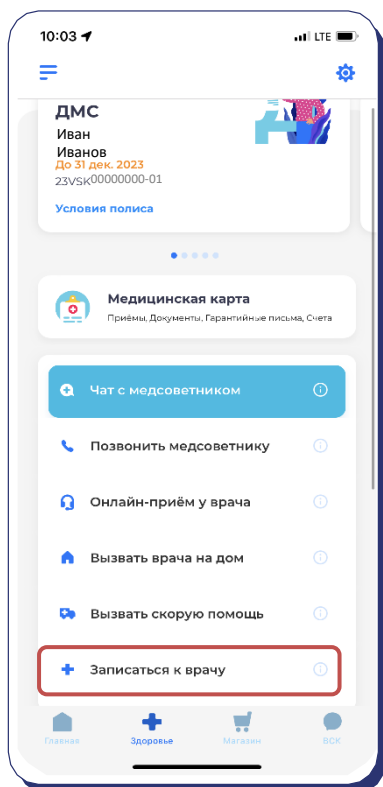 10:03 LTE
ДМС
Иван
Иванов
До 31 дек. 2023
23VSK00000000-01
Условия полиса
Медицинская карта
Приёмы, Документы, Гарантийные письма, Счета
Чат с медсоветником
Позвонить медсоветнику
Онлайн-приём у врача
Вызвать врача на дом
Вызвать скорую помощь
Записаться к врачу
Главная Здоровье Магазин ВСК